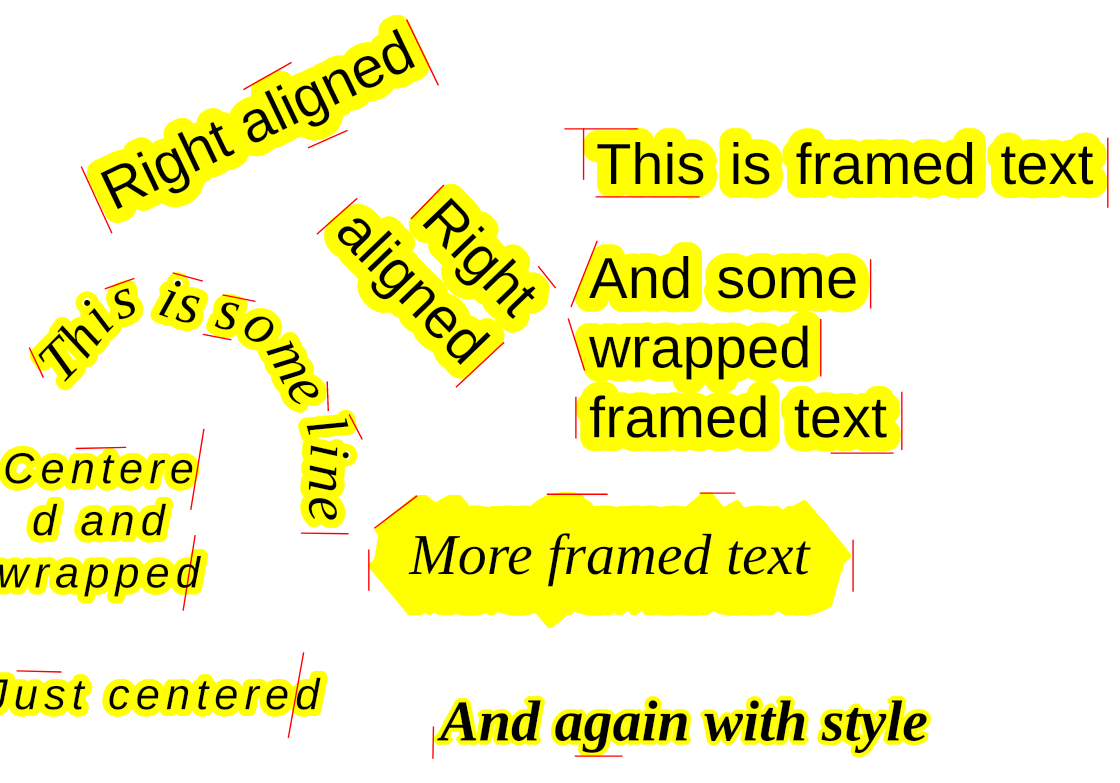 Right aligned
This is framed text
Right
aligned
And some
wrapped
framed text
This is some line
Centere
d and
wrapped
More framed text
Just centered
And again with style